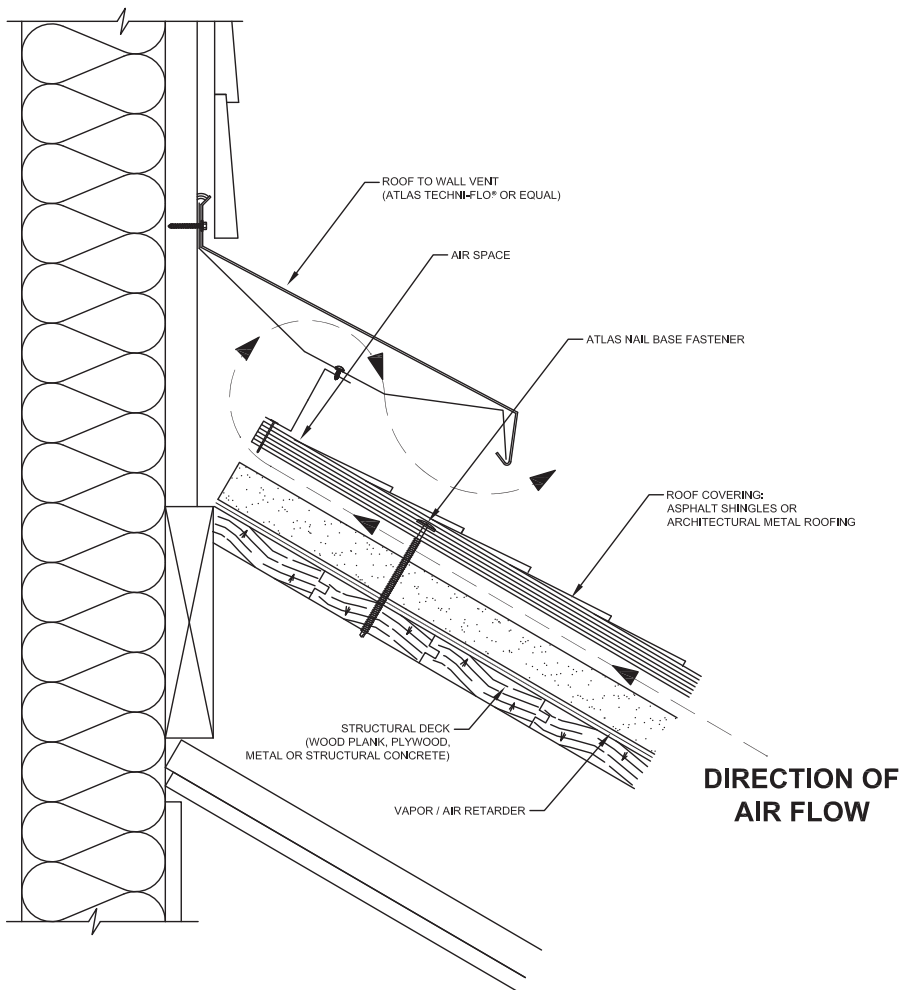 ROOF TO WALL VENT
(ATLAS TECHNI-FLO® OR EQUAL)
AIR SPACE
ATLAS NAIL BASE FASTENER
ROOF COVERING:
ASPHALT SHINGLES OR
ARCHITECTURAL METAL ROOFING
STRUCTURAL DECK
(WOOD PLANK, PLYWOOD,
METAL OR STRUCTURAL CONCRETE)
VAPOR / AIR RETARDER
DIRECTION OF
AIR FLOW